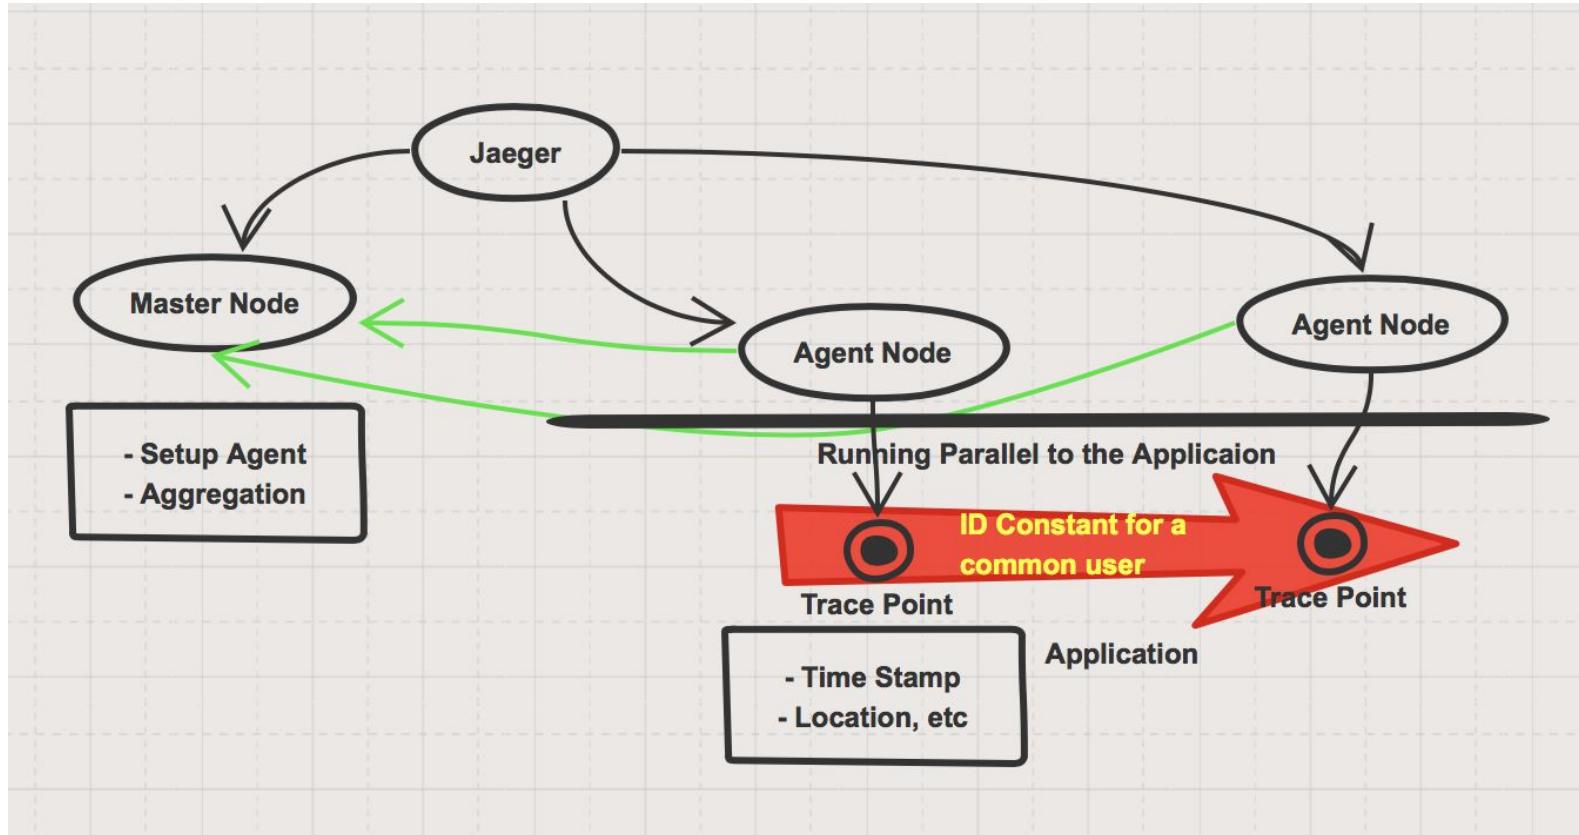 Jaeger
Master Node
Agent Node
Agent Node
- Setup Agent
- Aggregation
Running Parallel to the Applicaion
ID Constant for a
common user
Trace Point
Trace Point
Application
- Time Stamp
- Location, etc